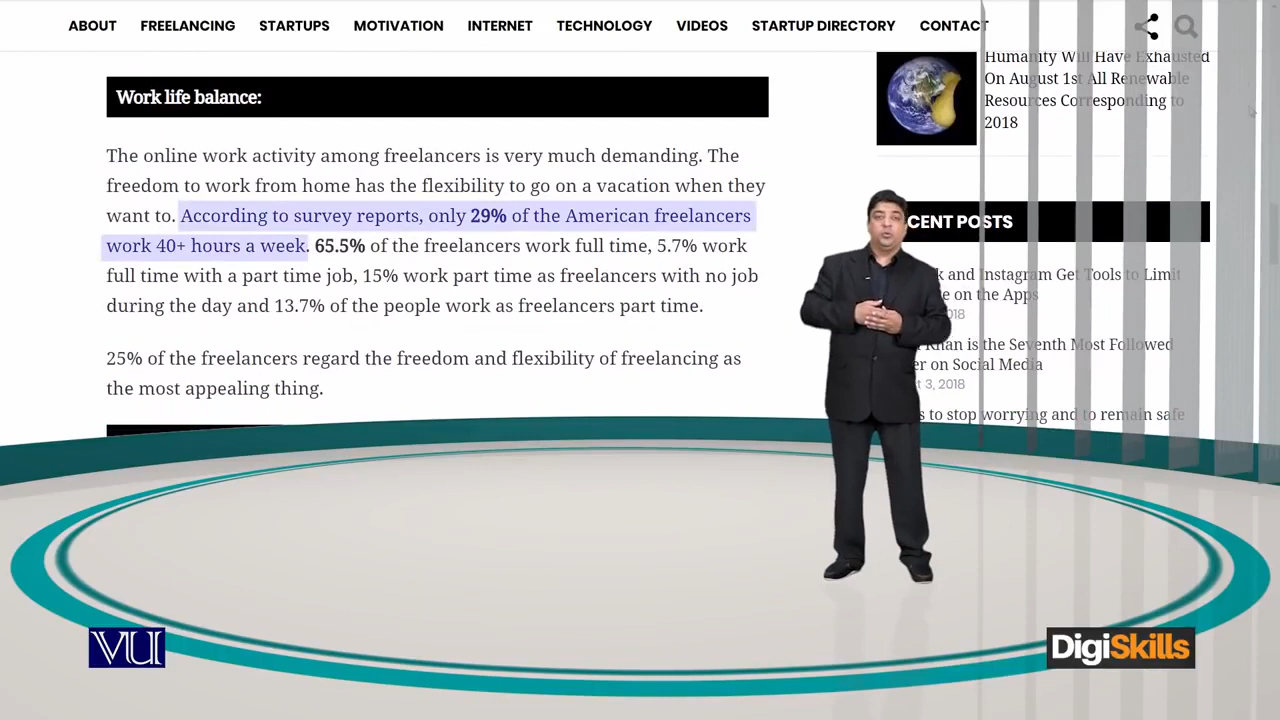 ABOUT FREELANCING STARTUPS MOTIVATION INTERNET TECHNOLOGY VIDEOS STARTUP DIRECTORY CONTACT
Work life balance:
The online work activity among freelancers is very much demanding. The
freedom to work from home has the flexibility to go on a vacation when they
want to. According to survey reports, only 29% of the American freelancers
work 40+ hours a week. 65.5% of the freelancers work full time, 5.7% work
full time with a part time job, 15% work part time as freelancers with no job
during the day and 13.7% of the people work as freelancers part time.
25% of the freelancers regard the freedom and flexibility of freelancing as
the most appealing thing.
Humanity Will Have Exhausted
On August 1st All Renewable
Resources Corresponding to
2018
CENT POSTS
k and Instagram Get Tools to Limit
e on the Apps
2018
Khan is the Seventh Most Followed
er on Social Media
t 3, 2018
s to stop worrying and to remain safe
VU
DigiSkills